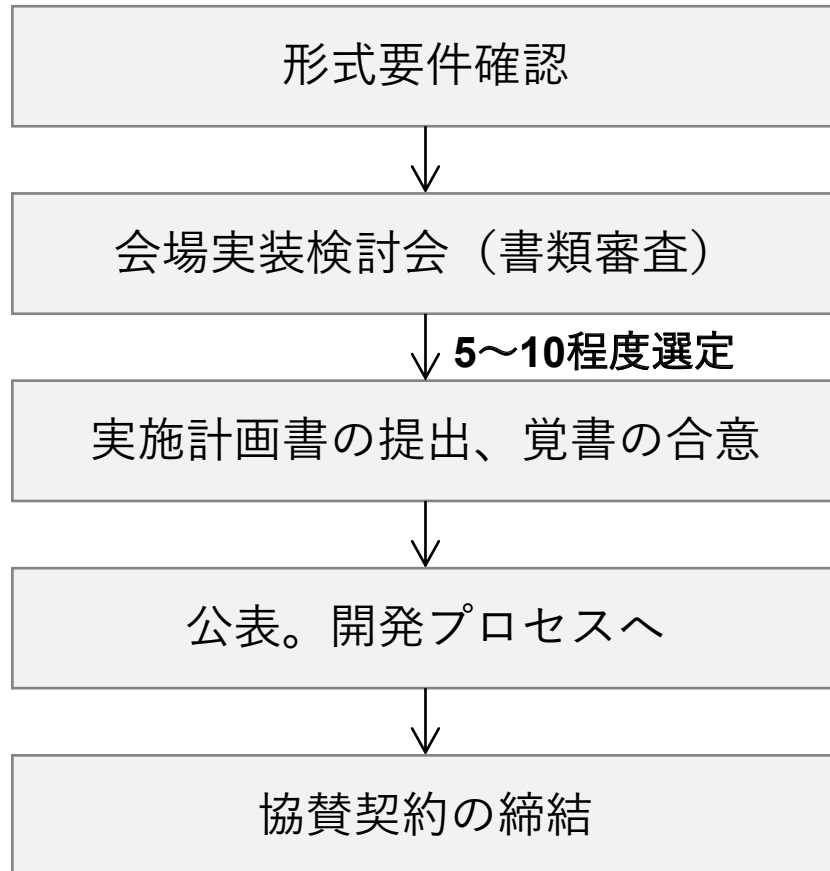 形式要件確認
会場実装検討会（書類審査）
5～10程度選定
実施計画書の提出、覚書の合意
公表。開発プロセスへ
協賛契約の締結